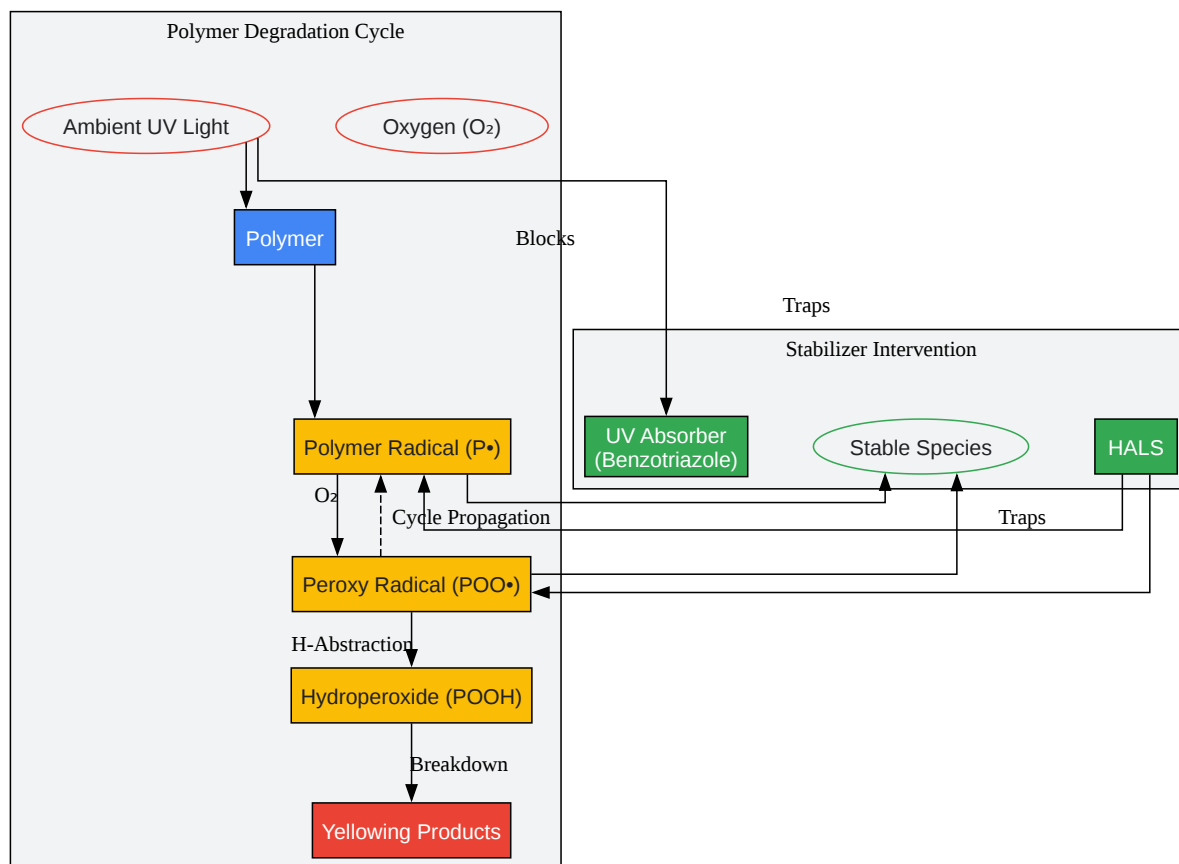 Polymer Degradation Cycle
Ambient UV Light
Oxygen (O₂)
Polymer
Blocks
Traps
Stabilizer Intervention
Polymer Radical (P•)
UV Absorber
(Benzotriazole)
Stable Species
HALS
O₂
Cycle Propagation
Traps
Peroxy Radical (POO•)
H-Abstraction
Hydroperoxide (POOH)
Breakdown
Yellowing Products